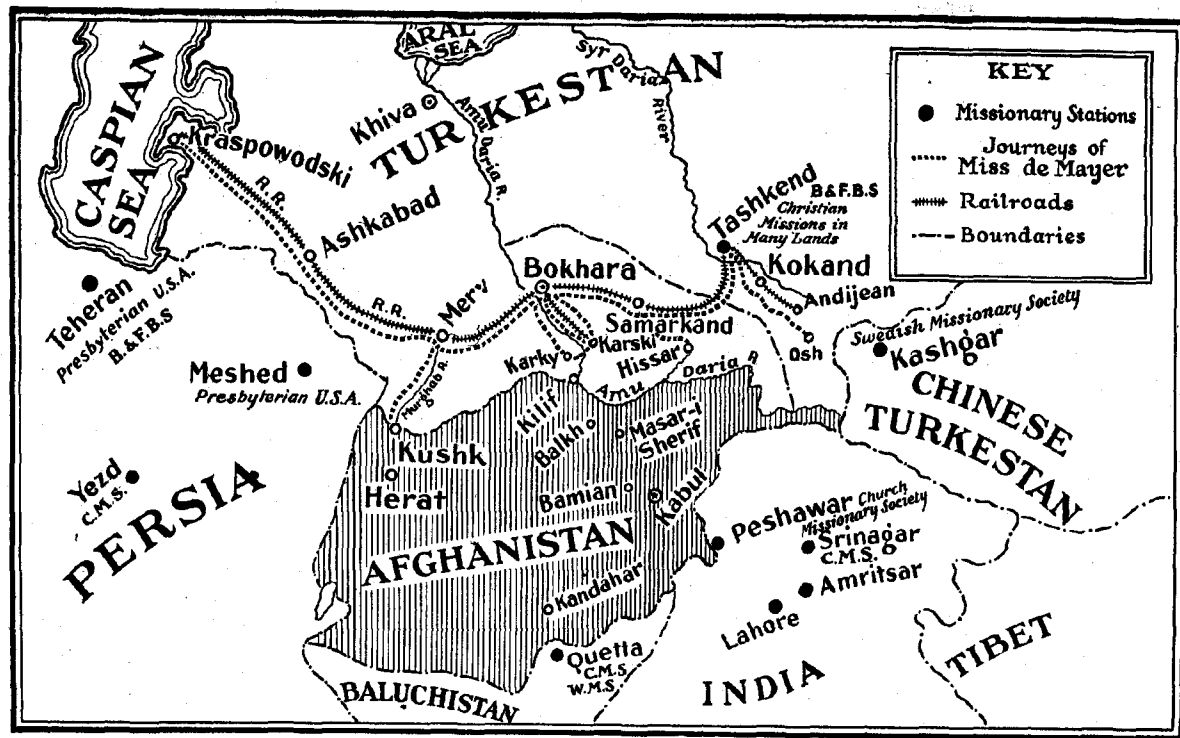 CASPIAN
SEA
ARAL
SEA
Syr Daria
River
TURKESTAN
Khiva
Amu Daria R.
Kraspowodski
R.R.
Ashkabad
R.R.
Merv
Murghab R.
Bokhara
Samarkand
Karski
Karky
Hissar
Kilif
Amu Daria R
Tashkend
B&F.B.S
Christian
Missions in
Many Lands
Kokand
Andijean
Osh
KEY
Missionary Stations
Journeys of
Miss de Mayer
Railroads
Boundaries
Swedish Missionary Society
Kashgar
CHINESE
TURKESTAN
Teheran
Presbyterian U.S.A.
B.&F.B.S
Meshed
Presbyterian U.S.A.
Yezd
C.M.S.
PERSIA
Kushk
Herat
Balkh
Masar-i
Sherif
Bamian
Kabul
AFGHANISTAN
Kandahar
Peshawar Church
Missionary Society
Srinagar
C.M.S.
Amritsar
Lahore
Quetta
C.M.S
W.M.S
BALUCHISTAN
INDIA
TIBET